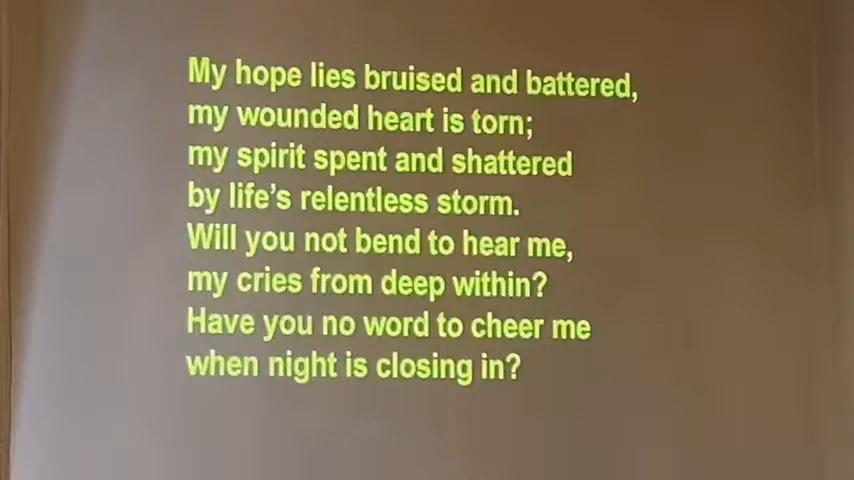 My hope lies bruised and battered,
my wounded heart is torn;
my spirit spent and shattered
by life’s relentless storm.
Will you not bend to hear me,
my cries from deep within?
Have you no word to cheer me
when night is closing in?